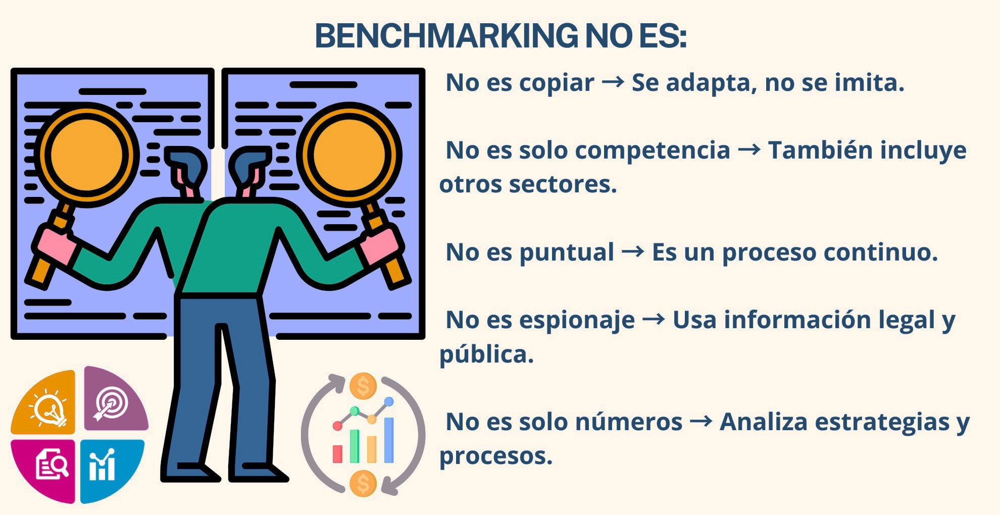 BENCHMARKING NO ES:
No es copiar → Se adapta, no se imita.
No es solo competencia → También incluye
otros sectores.
No es puntual → Es un proceso continuo.
No es espionaje → Usa información legal y
pública.
No es solo números → Analiza estrategias y
procesos.
$
$